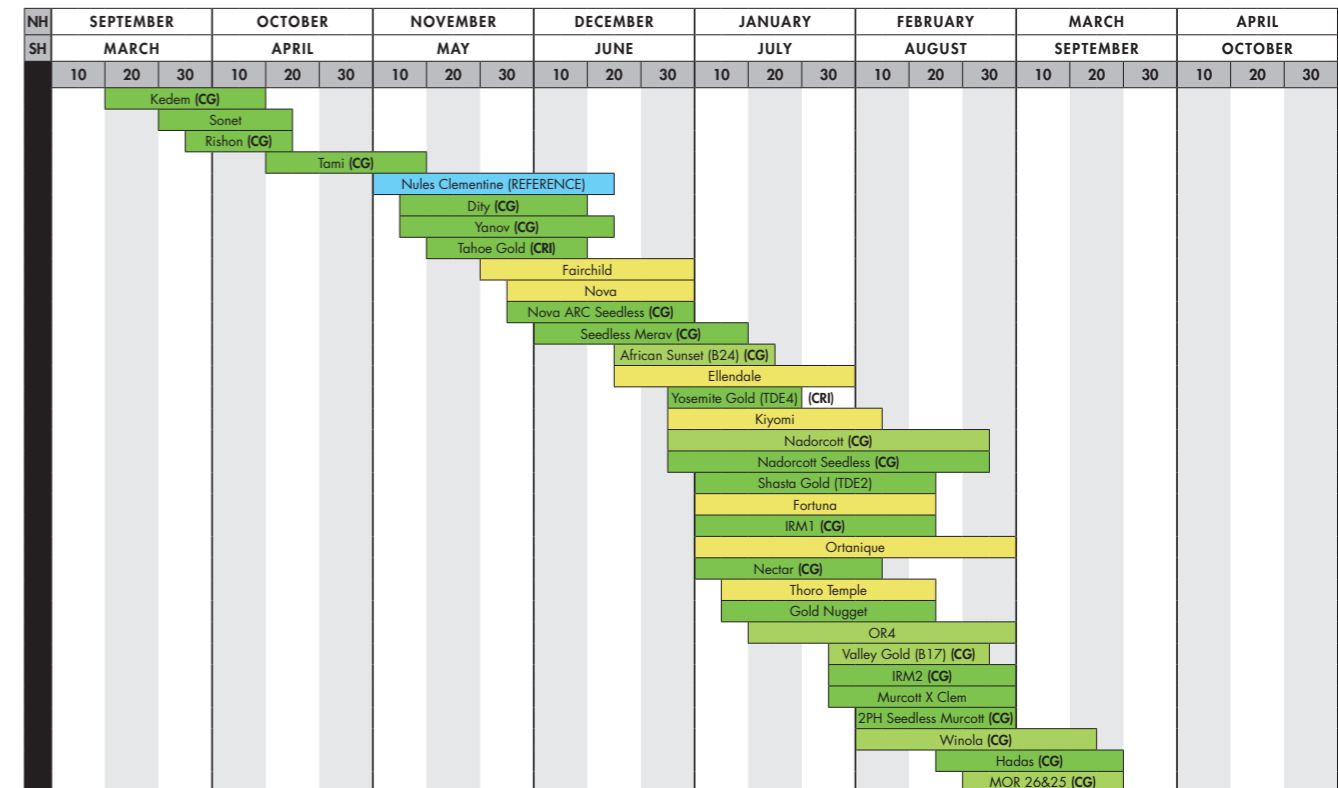 NH SEPTEMBER OCTOBER NOVEMBER DECEMBER JANUARY FEBRUARY MARCH APRIL
SH MARCH APRIL MAY JUNE JULY AUGUST SEPTEMBER OCTOBER
10 20 30 10 20 30 10 20 30 10 20 30 10 20 30 10 20 30 10 20 30 10 20 30
Kedem (CG)
Sonet
Rishon (CG)
Tami (CG)
Nules Clementine (REFERENCE)
Dity (CG)
Yanov (CG)
Tahoe Gold (CRI)
Fairchild
Nova
Nova ARC Seedless (CG)
Seedless Merav (CG)
African Sunset (B24) (CG)
Ellendale
Yosemite Gold (TDE4) (CRI)
Kiyomi
Nadorcott (CG)
Nadorcott Seedless (CG)
Shasta Gold (TDE2)
Fortuna
IRM1 (CG)
Ortanique
Nectar (CG)
Thoro Temple
Gold Nugget
OR4
Valley Gold (B17) (CG)
IRM2 (CG)
Murcott X Clem
2PH Seedless Murcott (CG)
Winola (CG)
Hadas (CG)
MOR 26&25 (CG)